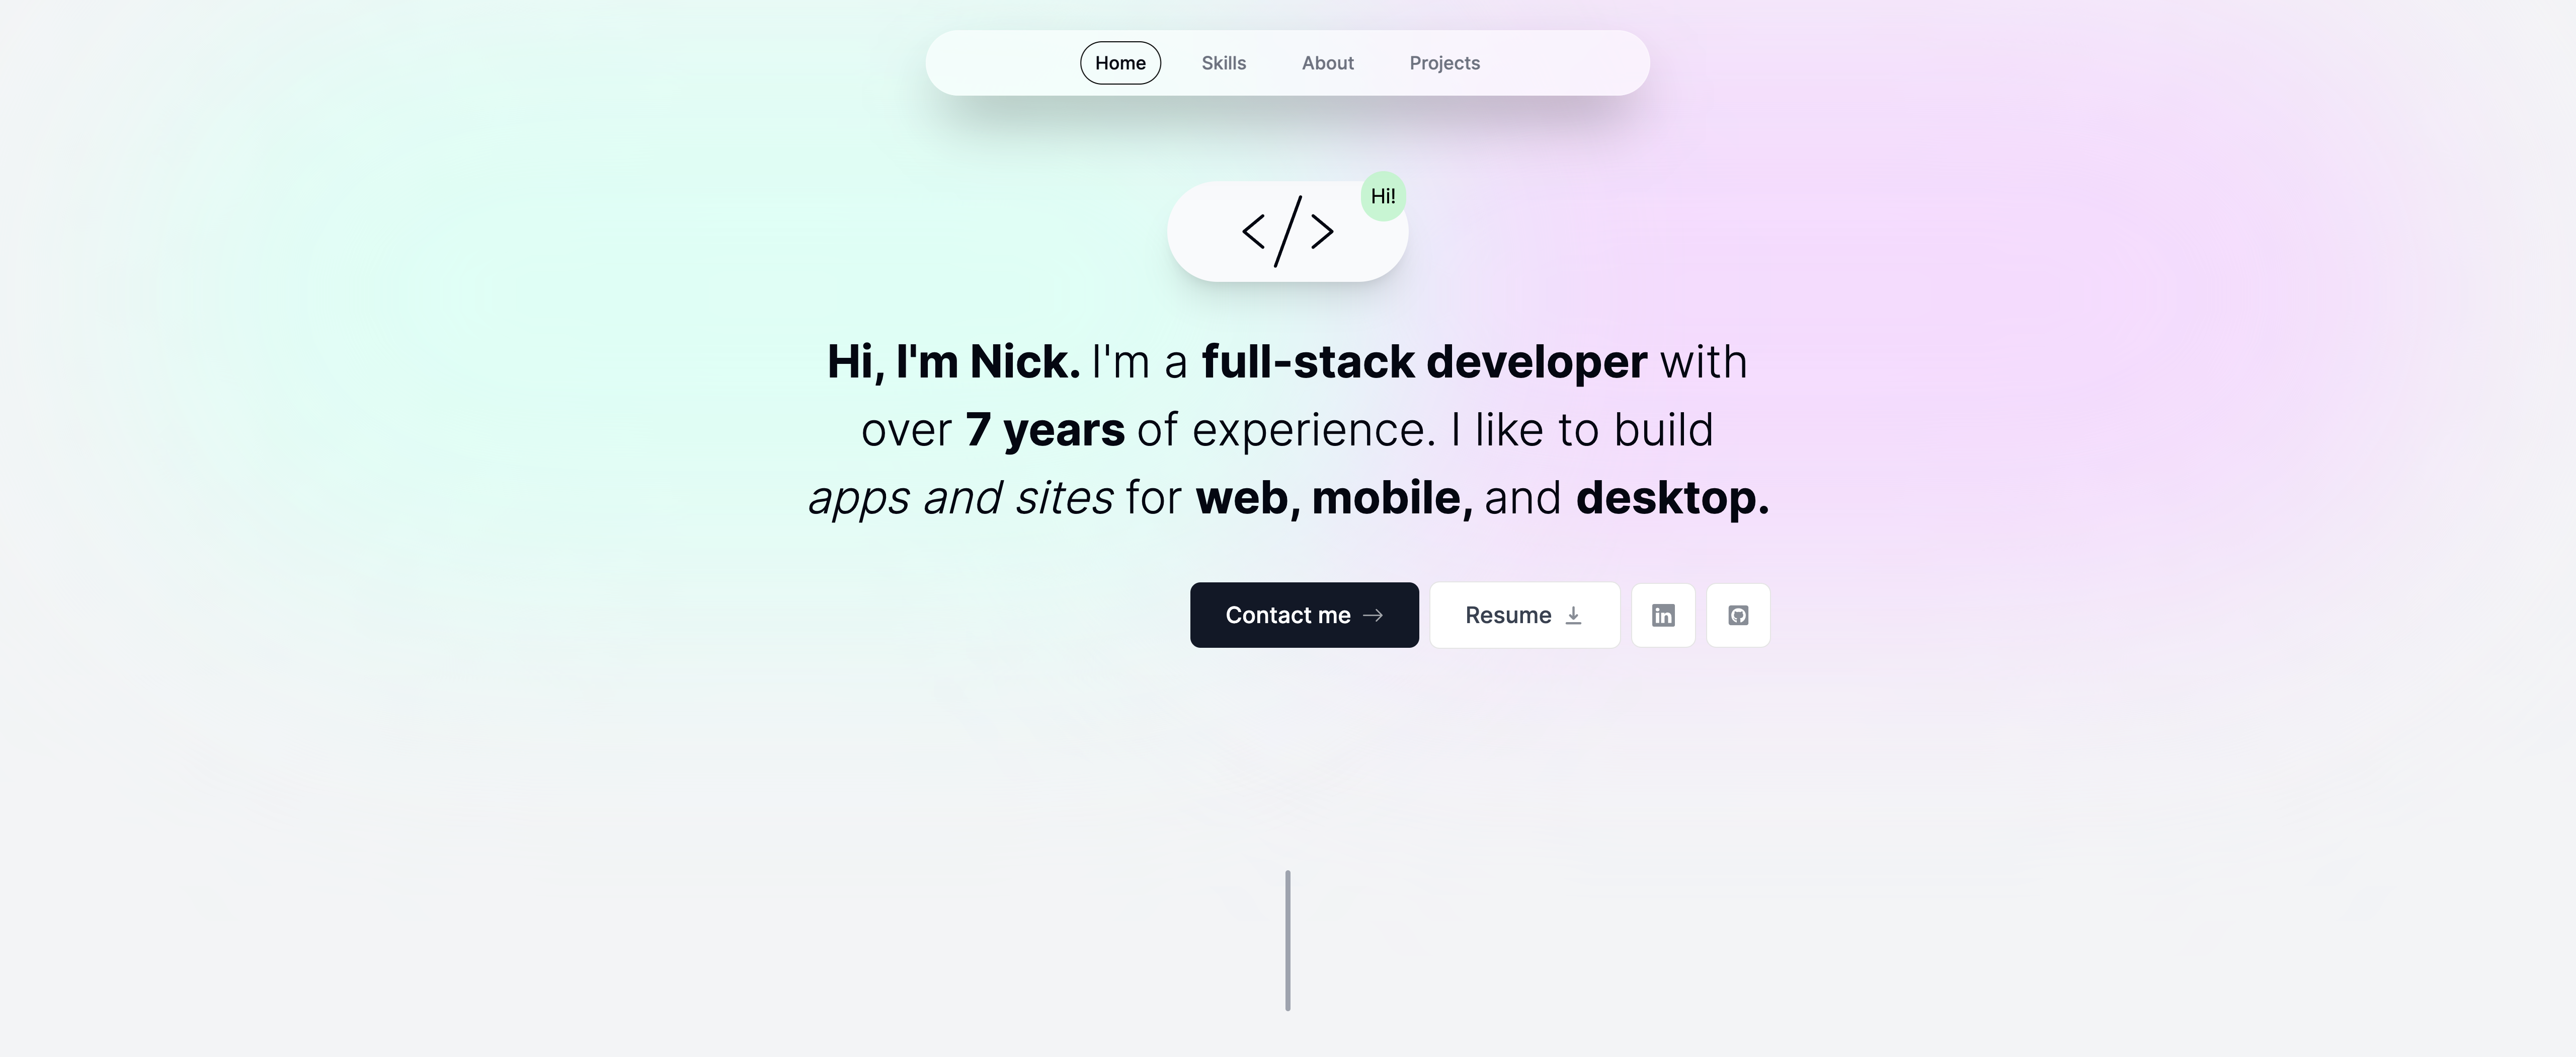 Home Skills About Projects
Hi!
</>
Hi, I'm Nick. I'm a full-stack developer with
over 7 years of experience. I like to build
apps and sites for web, mobile, and desktop.
Contact me → Resume in